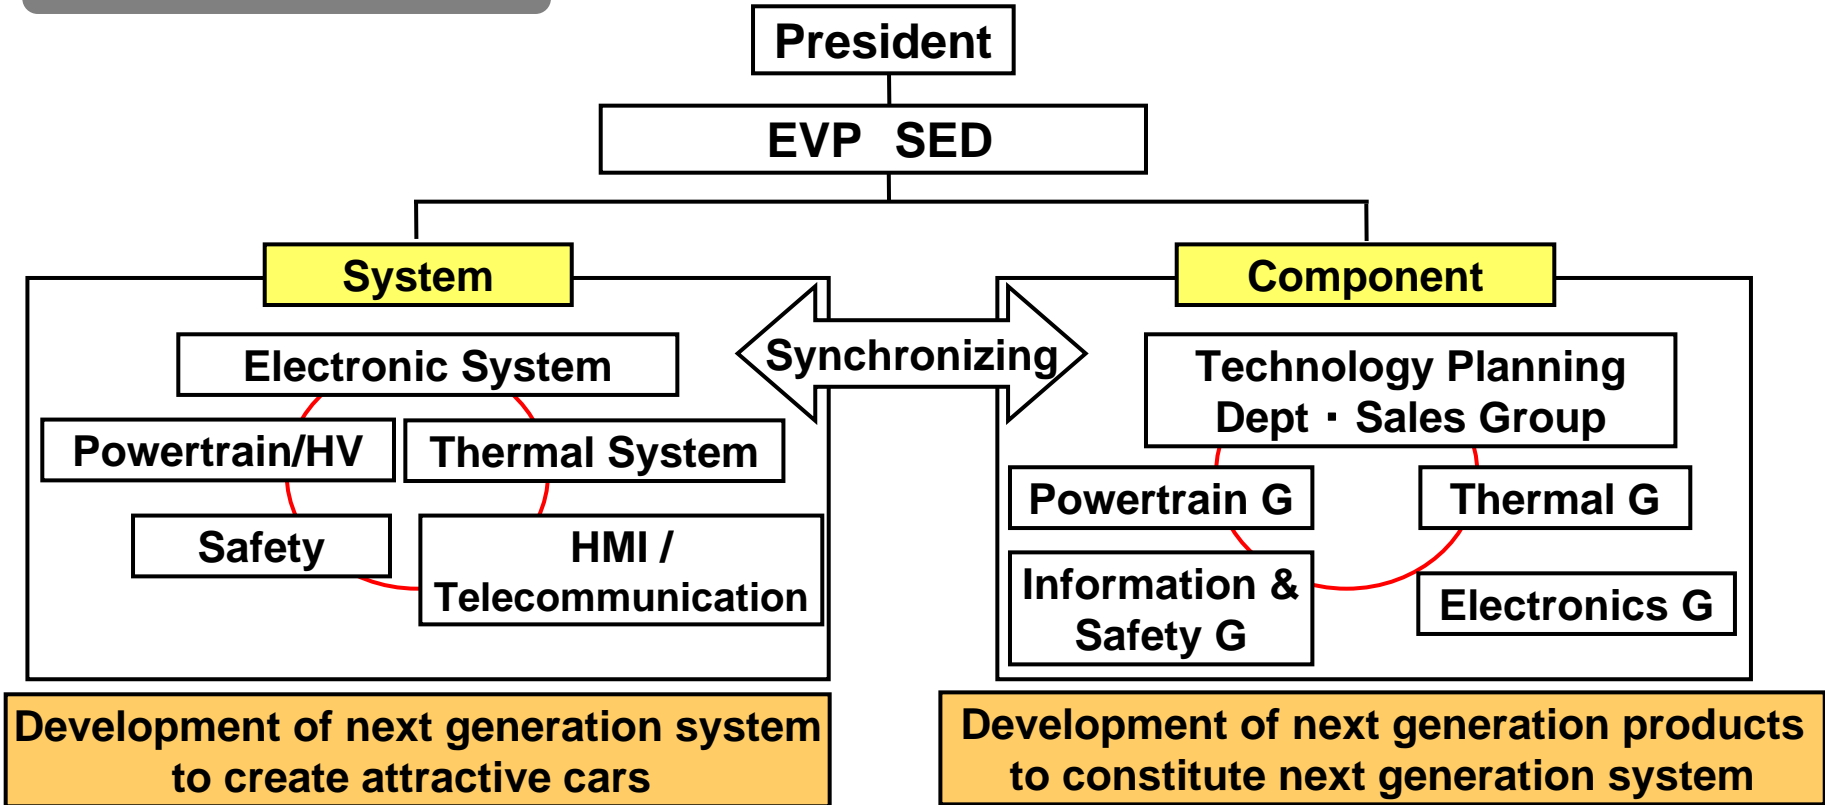 President
EVP SED
System
Component
Synchronizing
Electronic System
Powertrain/HV
Thermal System
Safety
HMI /
Telecommunication
Technology Planning
Dept・Sales Group
Powertrain G
Thermal G
Information &
Safety G
Electronics G
Development of next generation system
to create attractive cars
Development of next generation products
to constitute next generation system